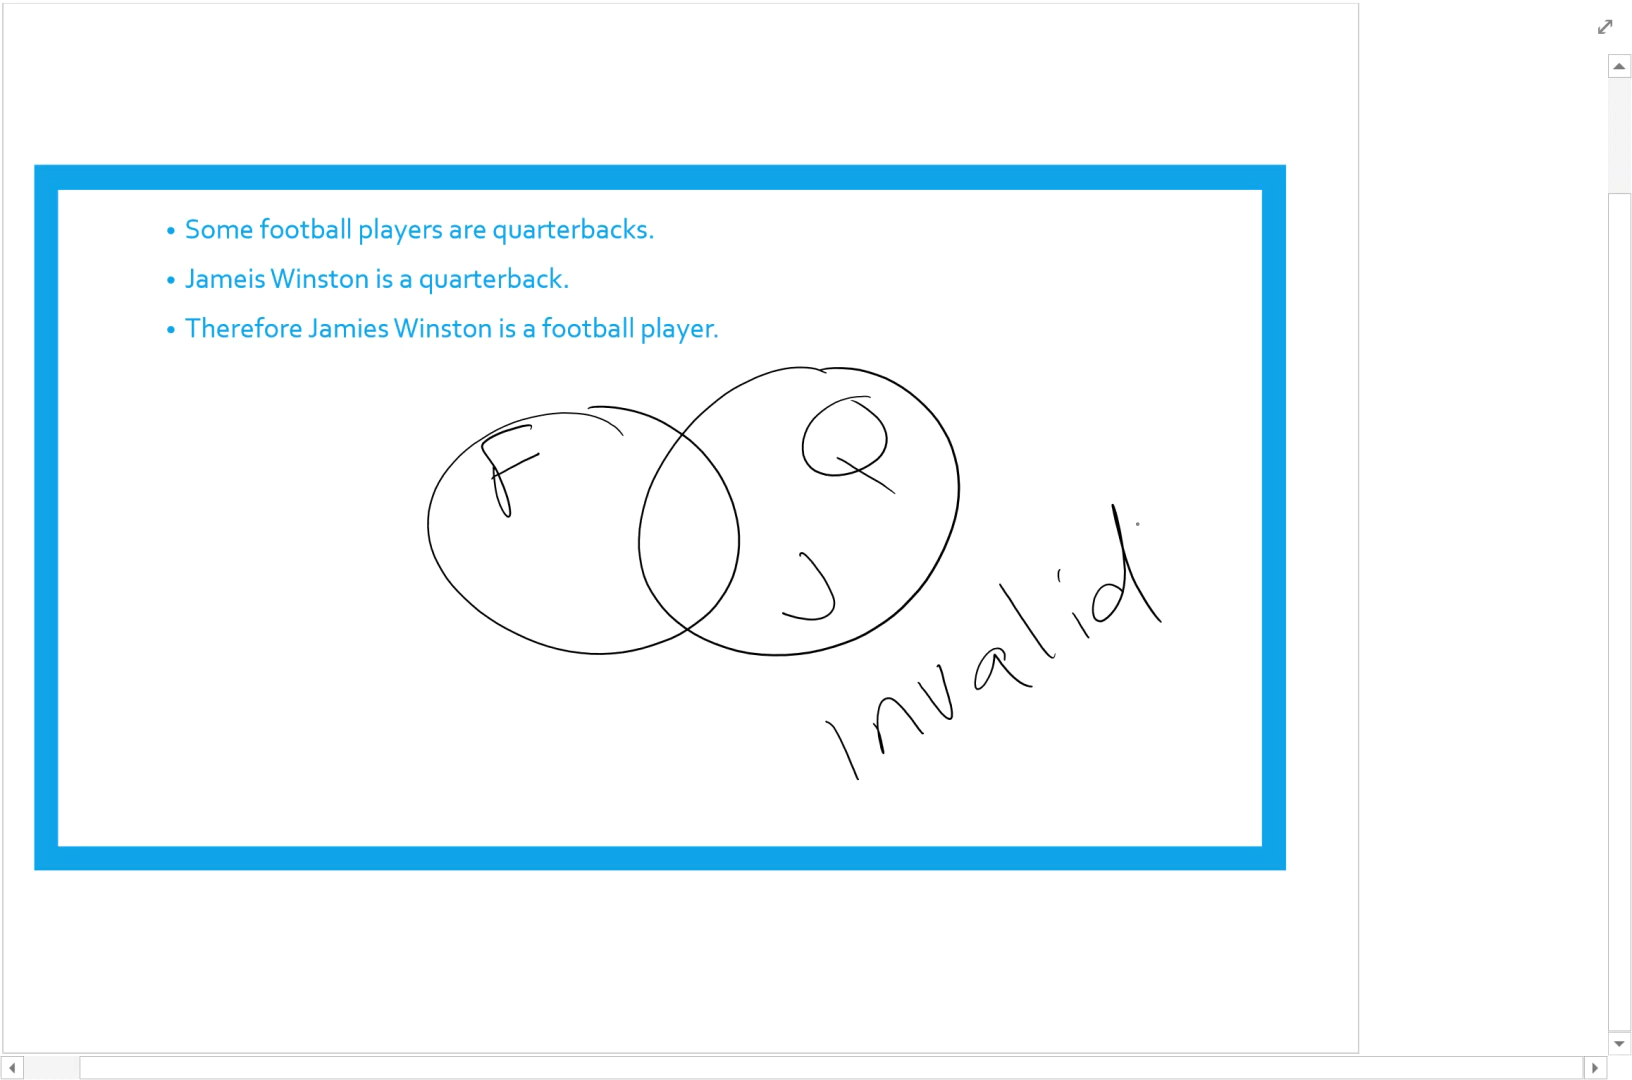 • Some football players are quarterbacks.
• Jameis Winston is a quarterback.
• Therefore Jamies Winston is a football player.
F
Q
J
Invalid